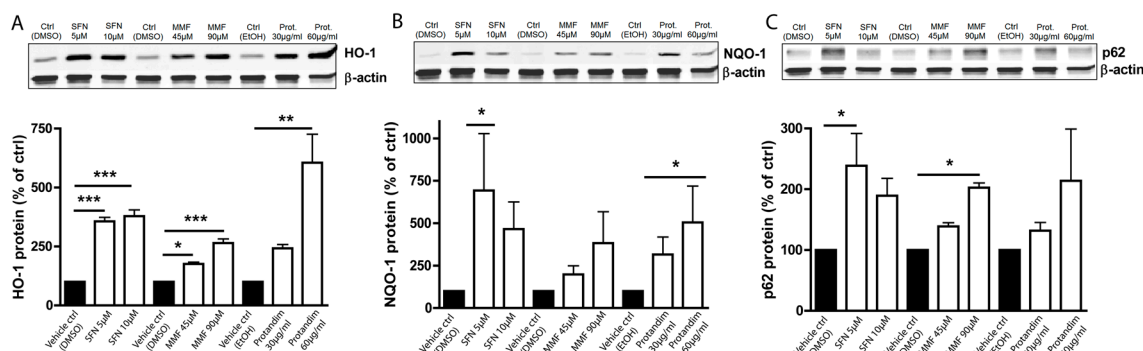 A
Ctrl SFN SFN Ctrl MMF MMF Ctrl Prot. Prot.
(DMSO) 5µM 10µM (DMSO) 45µM 90µM (EtOH) 30µg/ml 60µg/ml
HO-1
β-actin
HO-1 protein (% of ctrl)
750
500
250
0
***
***
*
***
**
Vehicle ctrl
(DMSO)
SFN 5µM
SFN 10µM
Vehicle ctrl
(DMSO)
MMF 45µM
MMF 90µM
Vehicle ctrl
(EtOH)
Protandim
30µg/ml
Protandim
60µg/ml
B
Ctrl SFN SFN Ctrl MMF MMF Ctrl Prot. Prot.
(DMSO) 5µM 10µM (DMSO) 45µM 90µM (EtOH) 30µg/ml 60µg/ml
NQO-1
β-actin
NQO-1 protein (% of ctrl)
1000
750
500
250
0
*
*
Vehicle ctrl
(DMSO)
SFN 5µM
SFN 10µM
Vehicle ctrl
(DMSO)
MMF 45µM
MMF 90µM
Vehicle ctrl
(EtOH)
Protandim
30µg/ml
Protandim
60µg/ml
C
Ctrl SFN SFN Ctrl MMF MMF Ctrl Prot. Prot.
(DMSO) 5µM 10µM (DMSO) 45µM 90µM (EtOH) 30µg/ml 60µg/ml
p62
β-actin
p62 protein (% of ctrl)
300
200
100
0
*
*
Vehicle ctrl
(DMSO)
SFN 5µM
SFN 10µM
Vehicle ctrl
(DMSO)
MMF 45µM
MMF 90µM
Vehicle ctrl
(EtOH)
Protandim
Protandim